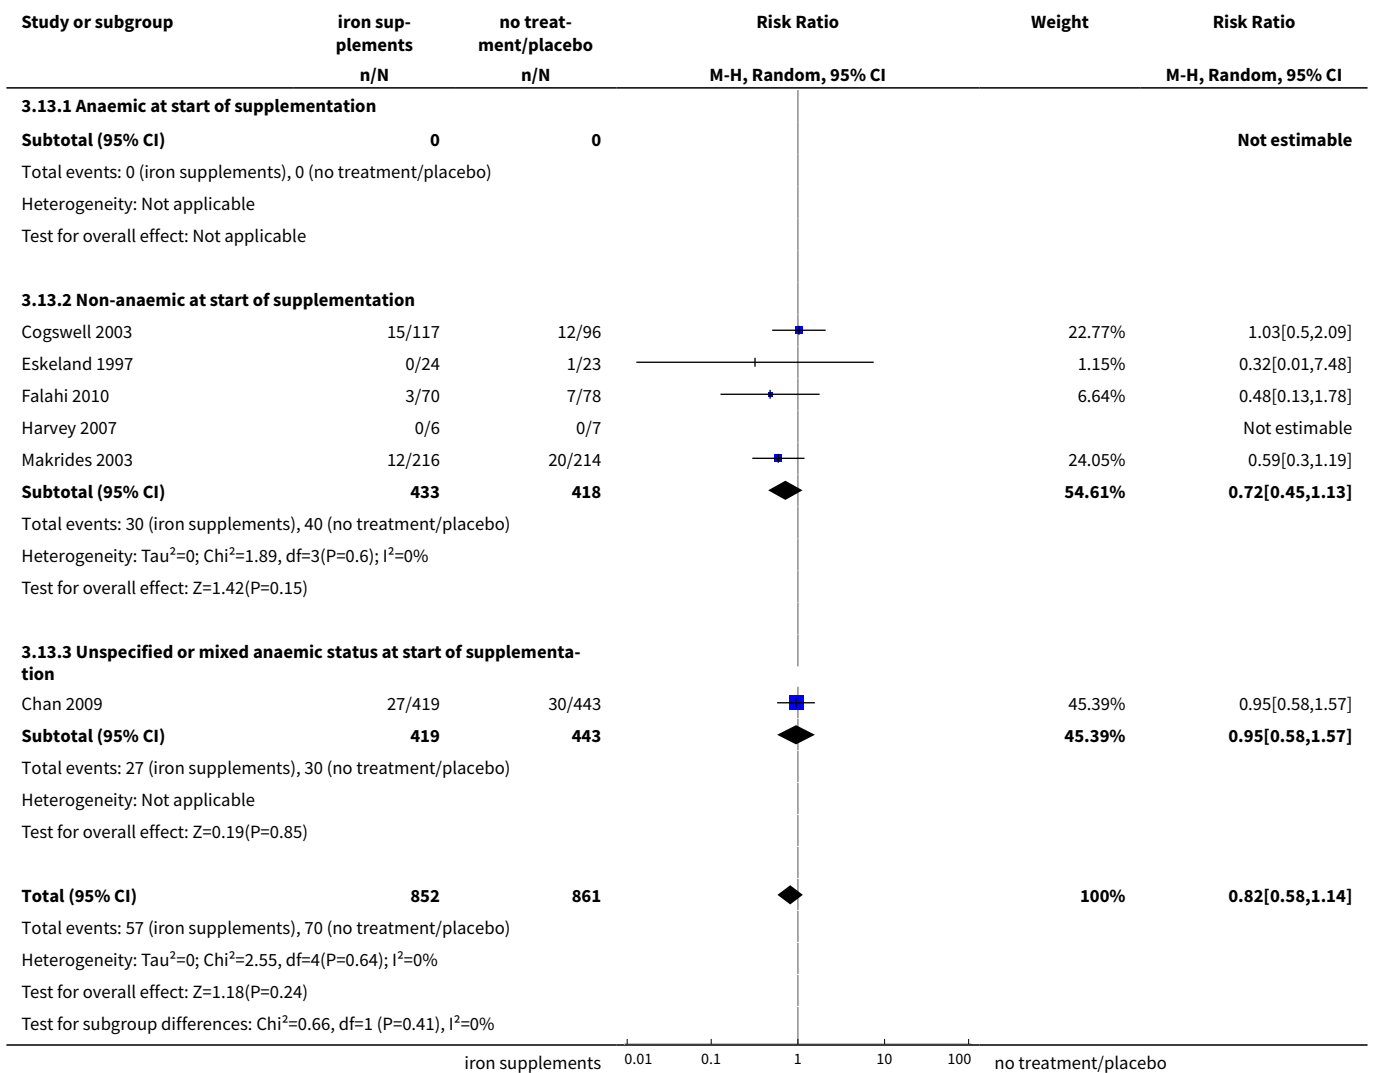 Study or subgroup iron sup- no treat- Risk Ratio Weight Risk Ratio
plements ment/placebo
n/N n/N M-H, Random, 95% CI M-H, Random, 95% CI
3.13.1 Anaemic at start of supplementation
Subtotal (95% CI) 0 0 Not estimable
Total events: 0 (iron supplements), 0 (no treatment/placebo)
Heterogeneity: Not applicable
Test for overall effect: Not applicable
3.13.2 Non-anaemic at start of supplementation
Cogswell 2003 15/117 12/96 22.77% 1.03[0.5,2.09]
Eskeland 1997 0/24 1/23 1.15% 0.32[0.01,7.48]
Falahi 2010 3/70 7/78 6.64% 0.48[0.13,1.78]
Harvey 2007 0/6 0/7 Not estimable
Makrides 2003 12/216 20/214 24.05% 0.59[0.3,1.19]
Subtotal (95% CI) 433 418 54.61% 0.72[0.45,1.13]
Total events: 30 (iron supplements), 40 (no treatment/placebo)
Heterogeneity: Tau²=0; Chi²=1.89, df=3(P=0.6); I²=0%
Test for overall effect: Z=1.42(P=0.15)
3.13.3 Unspecified or mixed anaemic status at start of supplementa-
tion
Chan 2009 27/419 30/443 45.39% 0.95[0.58,1.57]
Subtotal (95% CI) 419 443 45.39% 0.95[0.58,1.57]
Total events: 27 (iron supplements), 30 (no treatment/placebo)
Heterogeneity: Not applicable
Test for overall effect: Z=0.19(P=0.85)
Total (95% CI) 852 861 100% 0.82[0.58,1.14]
Total events: 57 (iron supplements), 70 (no treatment/placebo)
Heterogeneity: Tau²=0; Chi²=2.55, df=4(P=0.64); I²=0%
Test for overall effect: Z=1.18(P=0.24)
Test for subgroup differences: Chi²=0.66, df=1 (P=0.41), I²=0%
iron supplements 0.01 0.1 1 10 100 no treatment/placebo